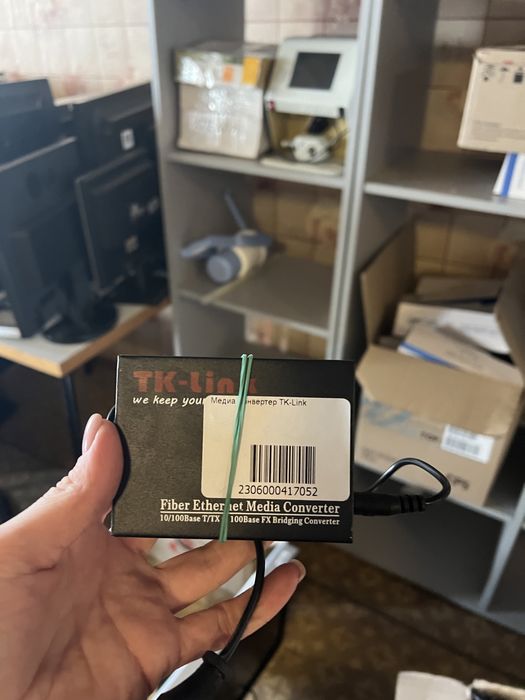 TK-Link
we keep your
Медиа конвертер TK-Link
2306000417052
Fiber Ethernet Media Converter
10/100Base T/TX 100Base FX Bridging Converter